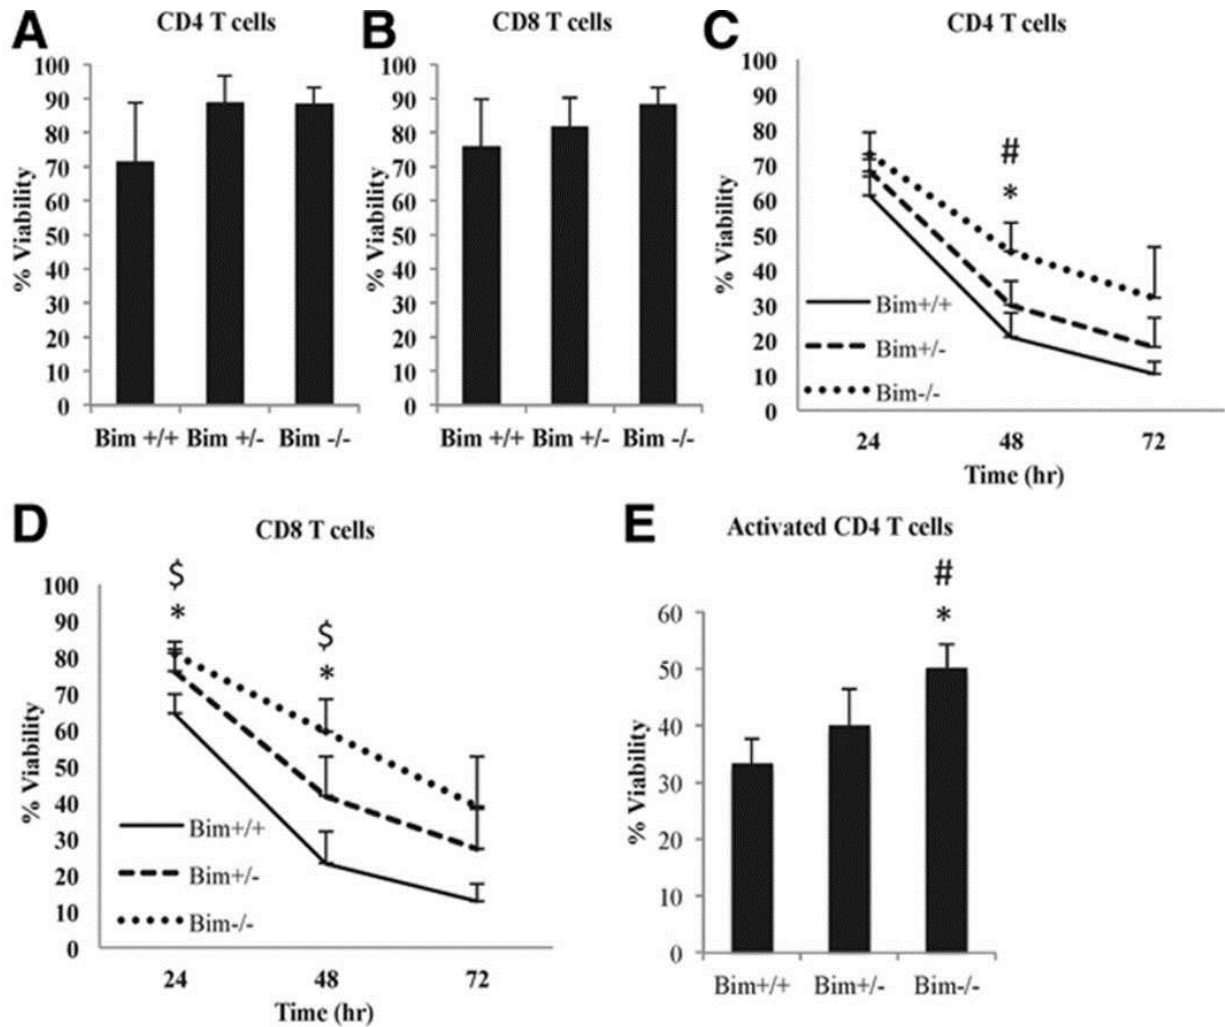 A
CD4 T cells
% Viability
100
90
80
70
60
50
40
30
20
10
0
Bim +/+ Bim +/- Bim -/-
B
CD8 T cells
% Viability
100
90
80
70
60
50
40
30
20
10
0
Bim +/+ Bim +/- Bim -/-
C
CD4 T cells
% Viability
100
90
80
70
60
50
40
30
20
10
0
#
*
Bim+/+
Bim+/-
Bim-/-
24 48 72
Time (hr)
D
CD8 T cells
% Viability
100
90
80
70
60
50
40
30
20
10
0
$
*
$
*
Bim+/+
Bim+/-
Bim-/-
24 48 72
Time (hr)
E
Activated CD4 T cells
% Viability
60
50
40
30
20
10
0
#
*
Bim+/+ Bim+/- Bim-/-